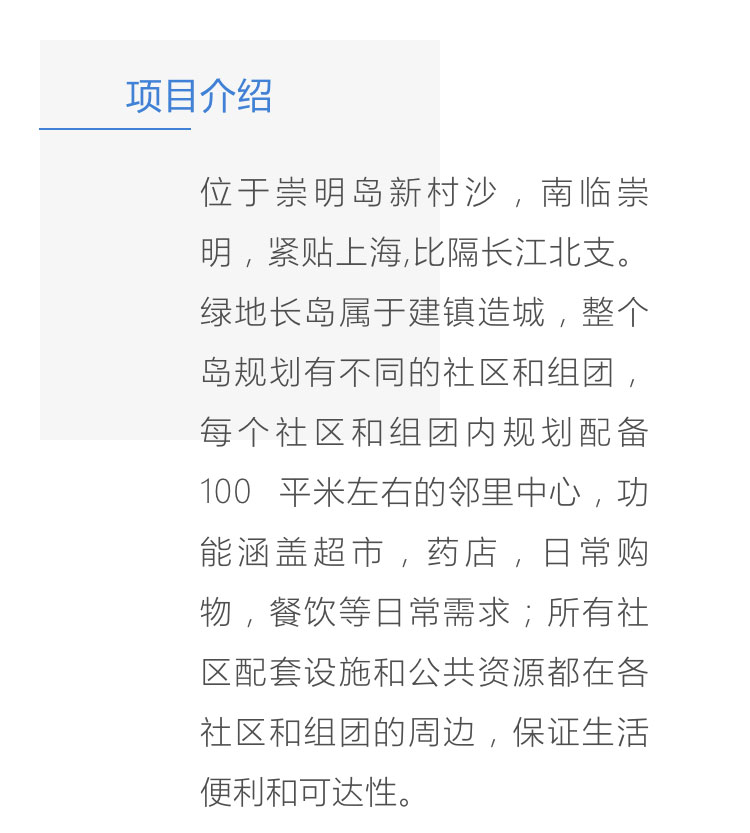 项目介绍
位于崇明岛新村沙，南临崇
明，紧贴上海,比隔长江北支。
绿地长岛属于建镇造城，整个
岛规划有不同的社区和组团，
每个社区和组团内规划配备
100 平米左右的邻里中心，功
能涵盖超市，药店，日常购
物，餐饮等日常需求；所有社
区配套设施和公共资源都在各
社区和组团的周边，保证生活
便利和可达性。